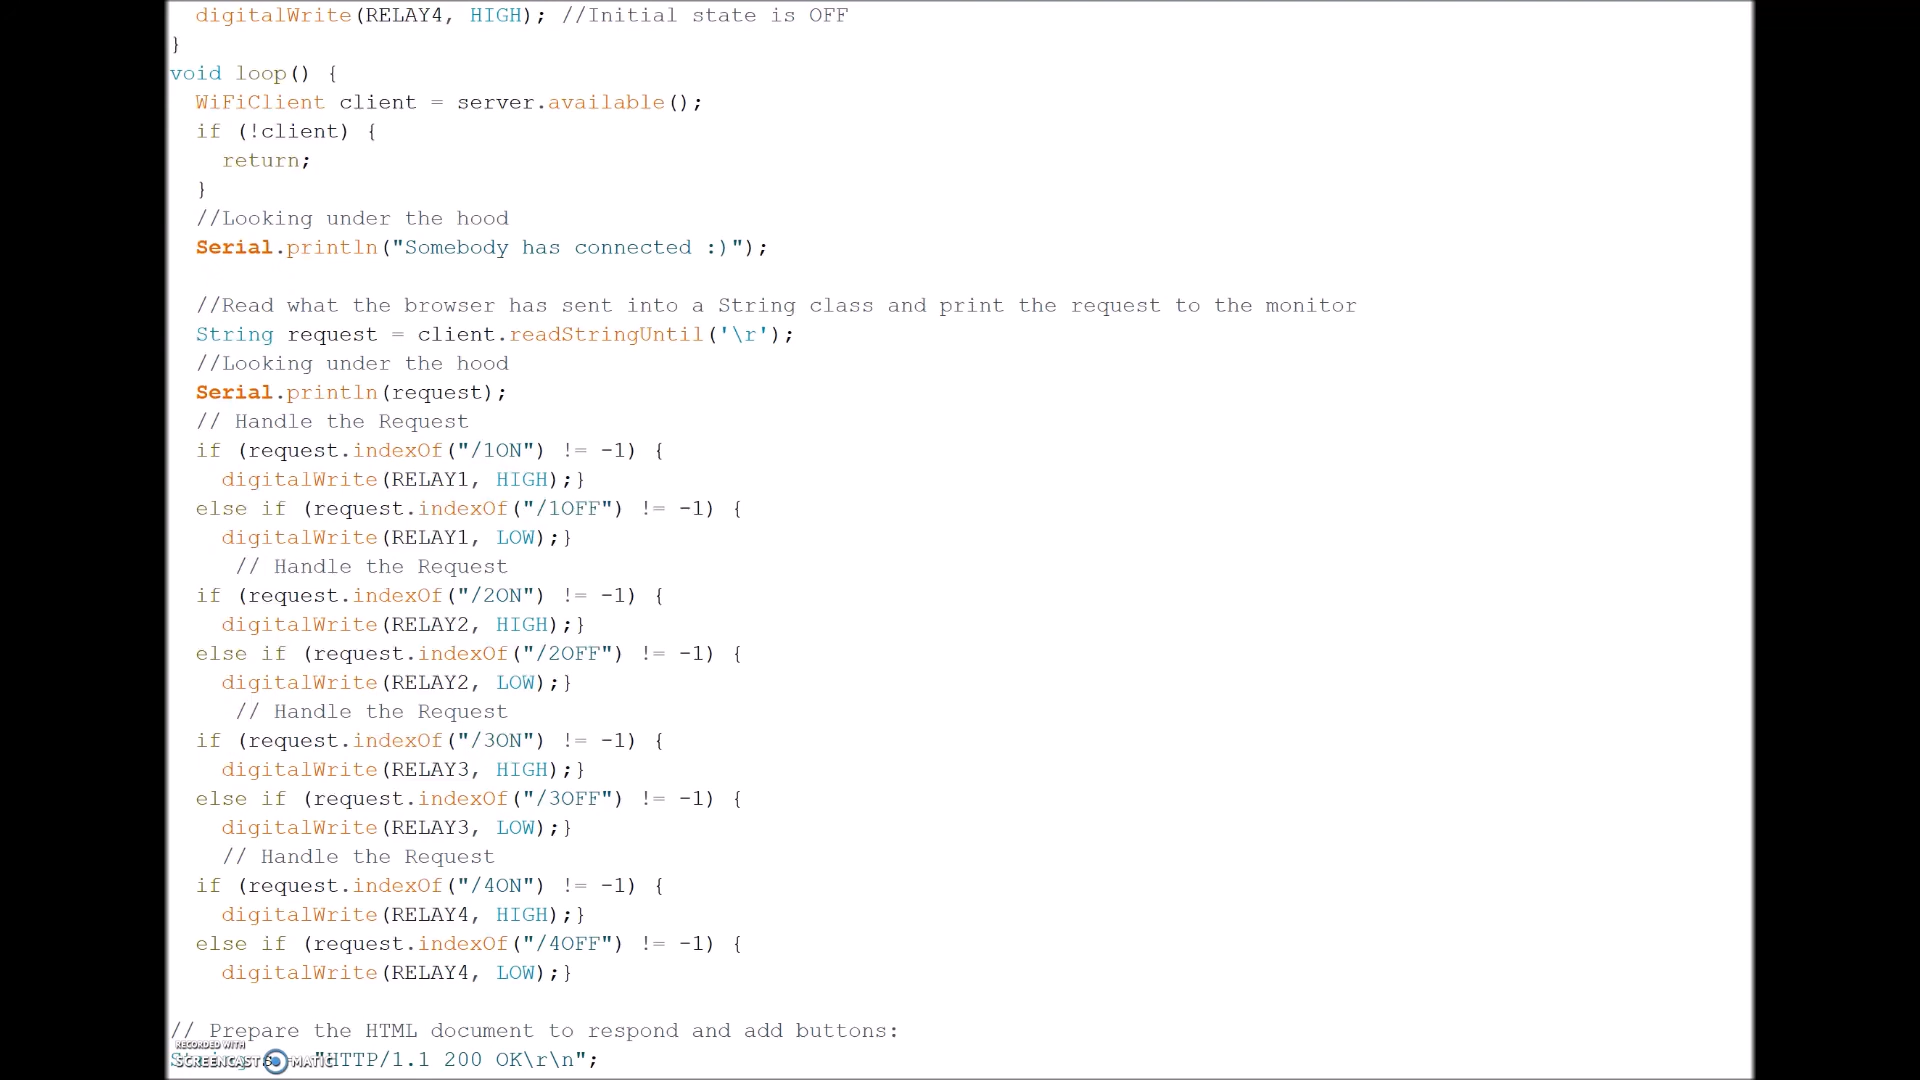 digitalWrite(RELAY4, HIGH); //Initial state is OFF
}
void loop() {
WiFiClient client = server.available();
if (!client) {
return;
}
//Looking under the hood
Serial.println("Somebody has connected :)");
//Read what the browser has sent into a String class and print the request to the monitor
String request = client.readStringUntil('\r');
//Looking under the hood
Serial.println(request);
// Handle the Request
if (request.indexOf("/1ON") != -1) {
digitalWrite(RELAY1, HIGH);}
else if (request.indexOf("/1OFF") != -1) {
digitalWrite(RELAY1, LOW);}
// Handle the Request
if (request.indexOf("/2ON") != -1) {
digitalWrite(RELAY2, HIGH);}
else if (request.indexOf("/2OFF") != -1) {
digitalWrite(RELAY2, LOW);}
// Handle the Request
if (request.indexOf("/3ON") != -1) {
digitalWrite(RELAY3, HIGH);}
else if (request.indexOf("/3OFF") != -1) {
digitalWrite(RELAY3, LOW);}
// Handle the Request
if (request.indexOf("/4ON") != -1) {
digitalWrite(RELAY4, HIGH);}
else if (request.indexOf("/4OFF") != -1) {
digitalWrite(RELAY4, LOW);}
// Prepare the HTML document to respond and add buttons:
"HTTP/1.1 200 OK\r\n";
RECORDED WITH
SCREENCAST MATIC